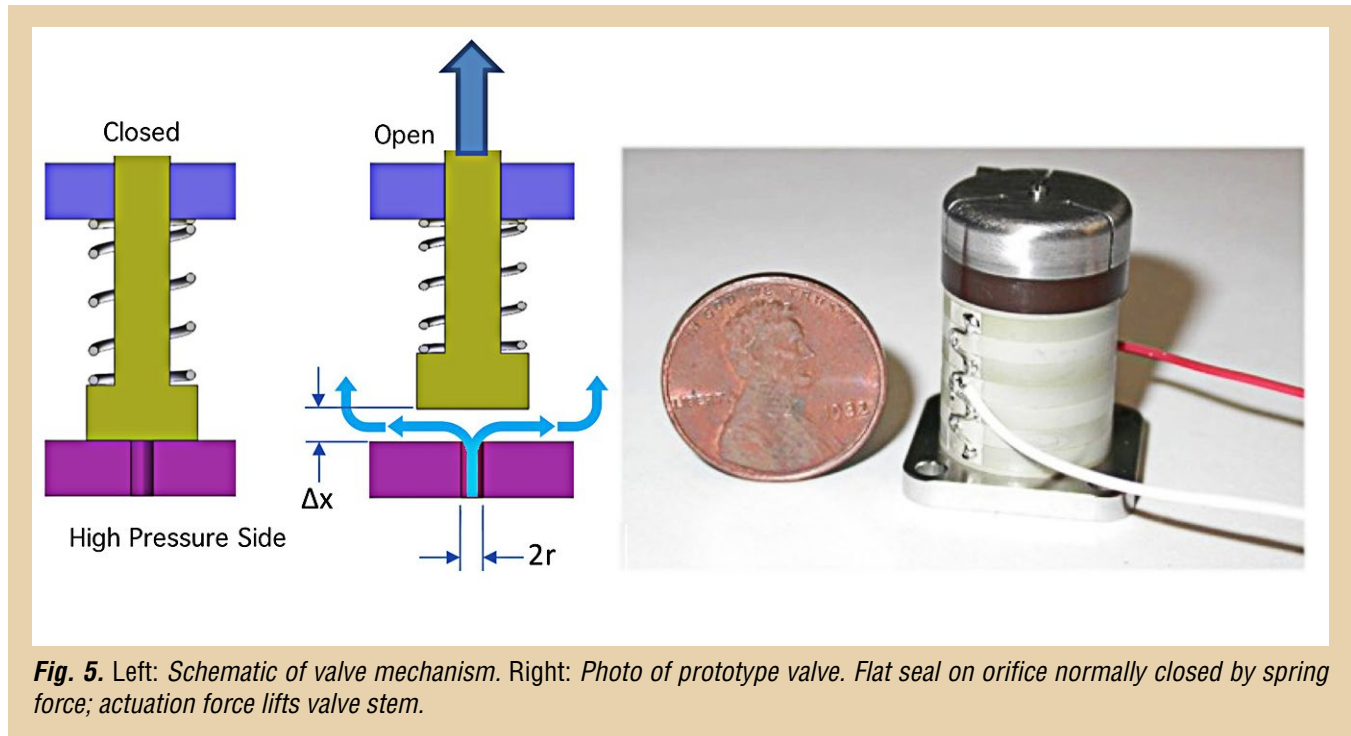 Closed
Open
Δx
High Pressure Side
2r
1982
Fig. 5. Left: Schematic of valve mechanism. Right: Photo of prototype valve. Flat seal on orifice normally closed by spring
force; actuation force lifts valve stem.